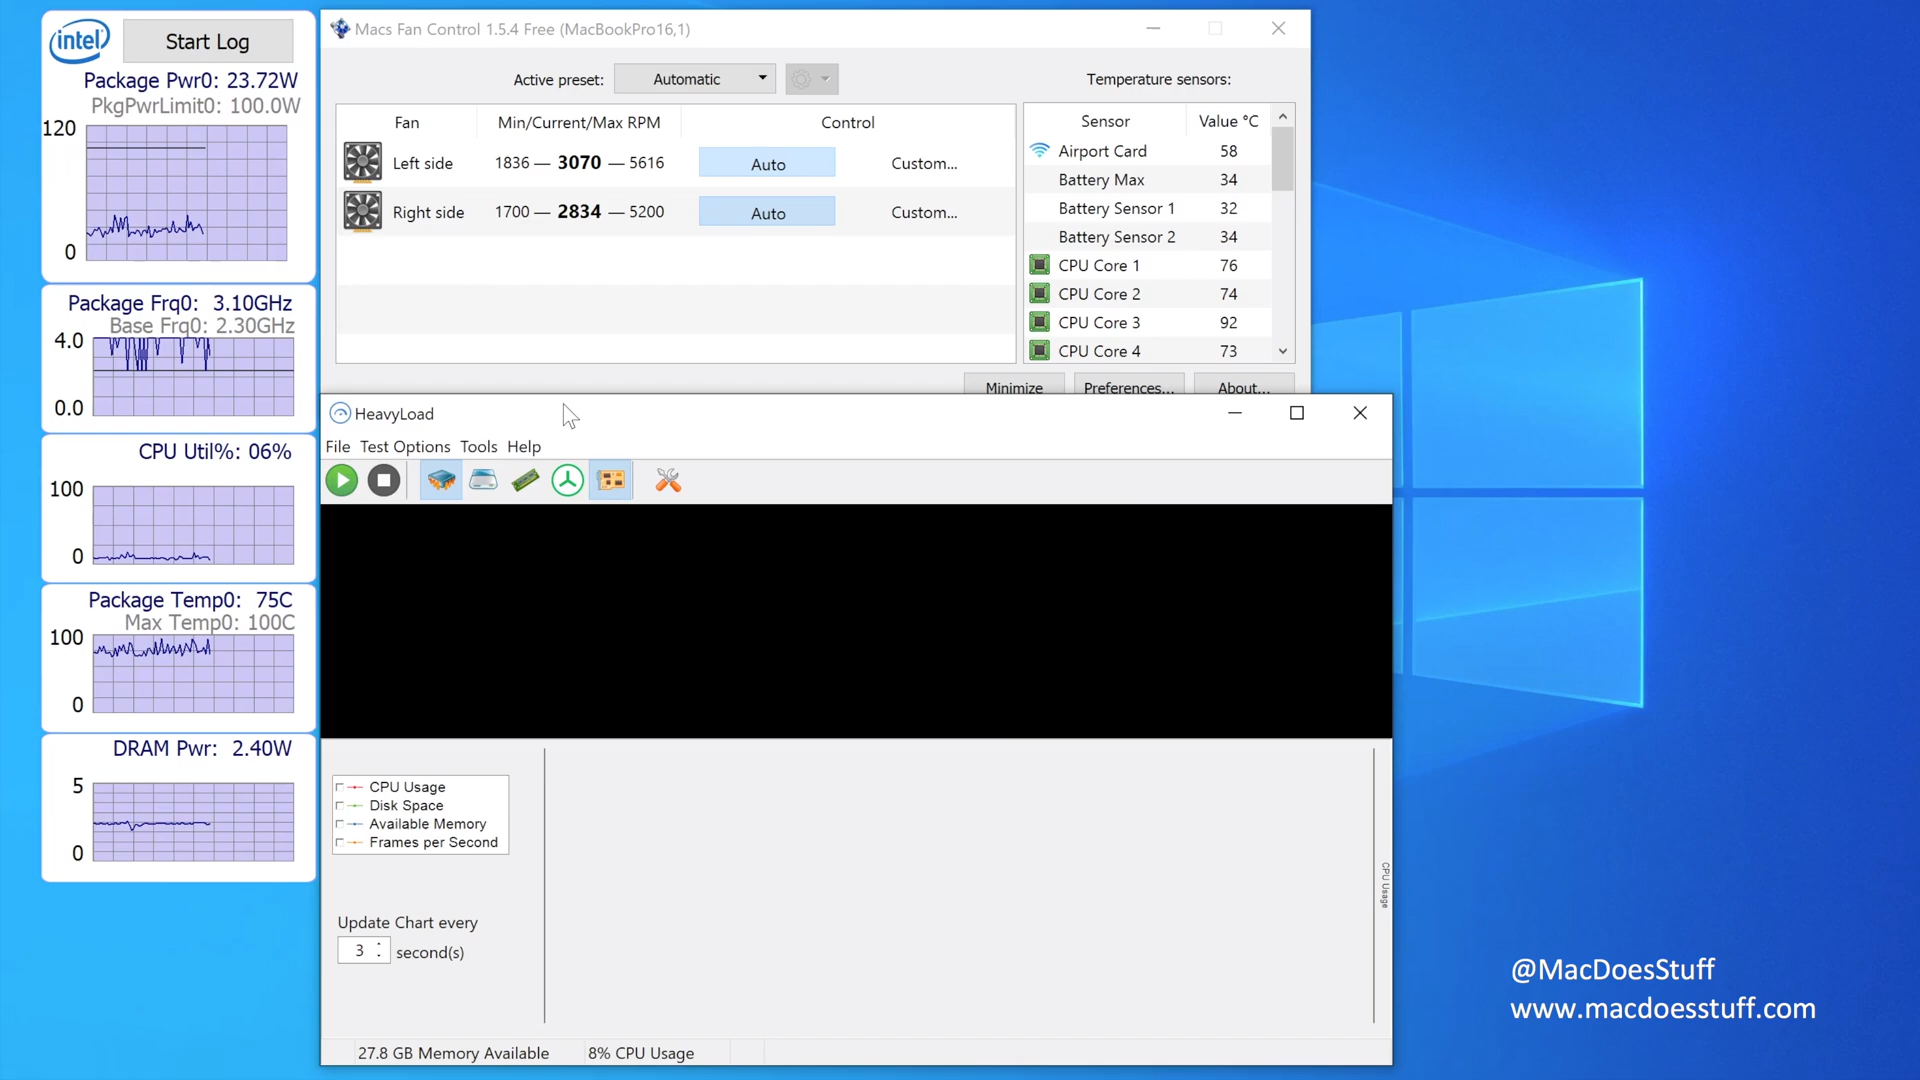 intel
Start Log
Package Pwr0: 23.72W
PkgPwrLimit0: 100.0W
120
0
Package Frq0: 3.10GHz
Base Frq0: 2.30GHz
4.0
0.0
CPU Util%: 06%
100
0
Package Temp0: 75C
Max Temp0: 100C
100
0
DRAM Pwr: 2.40W
5
0
Macs Fan Control 1.5.4 Free (MacBookPro16,1)
Active preset: Automatic
Fan Min/Current/Max RPM Control
Left side 1836 — 3070 — 5616 Auto Custom...
Right side 1700 — 2834 — 5200 Auto Custom...
Temperature sensors:
Sensor Value °C
Airport Card 58
Battery Max 34
Battery Sensor 1 32
Battery Sensor 2 34
CPU Core 1 76
CPU Core 2 74
CPU Core 3 92
CPU Core 4 73
Minimize Preferences... About...
HeavyLoad
File Test Options Tools Help
CPU Usage
Disk Space
Available Memory
Frames per Second
Update Chart every
3 second(s)
CPU Usage
27.8 GB Memory Available 8% CPU Usage
@MacDoesStuff
www.macdoesstuff.com